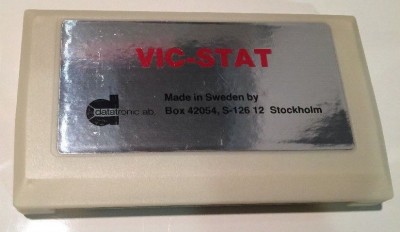 VIC-STAT
datatronic ab.
Made in Sweden by
Box 42054, S-126 12 Stockholm